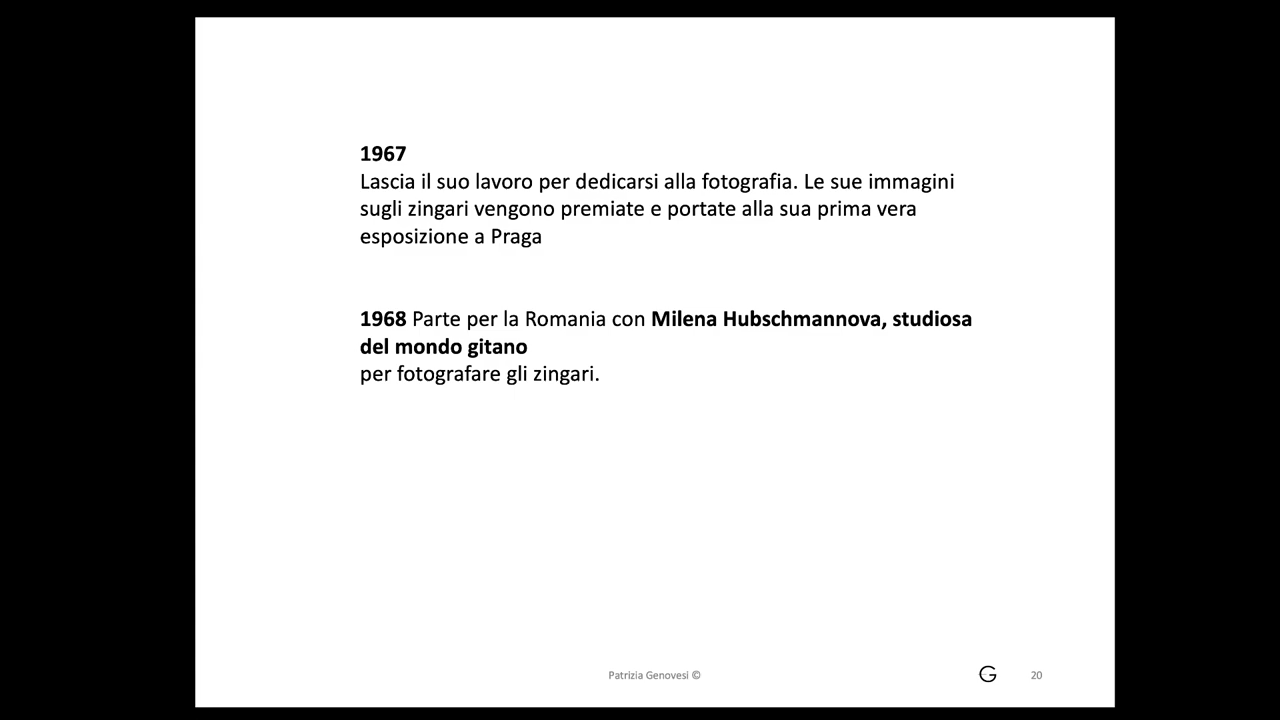 1967
Lascia il suo lavoro per dedicarsi alla fotografia. Le sue immagini
sugli zingari vengono premiate e portate alla sua prima vera
esposizione a Praga
1968 Parte per la Romania con Milena Hubschmannova, studiosa
del mondo gitano
per fotografare gli zingari.
Patrizia Genovesi ©
G
20